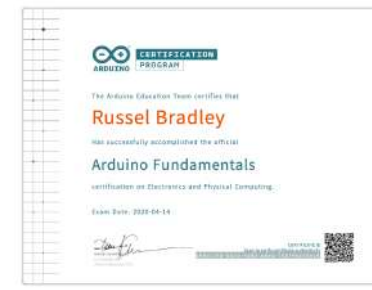 CERTIFICATION
ARDUINO PROGRAM
The Arduino Education Team certifies that
Russel Bradley
Has successfully accomplished the official
Arduino Fundamentals
certification on Electronics and Physical Computing.
Exam Date: 2020-04-14